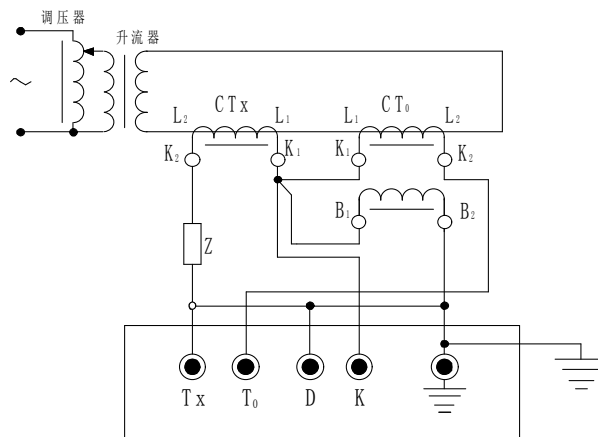 调压器
升流器
L₂ CTx L₁ L₁ CT₀ L₂
K₂ K₁ K₁ K₂
B₁ B₂
Z
Tx T₀ D K